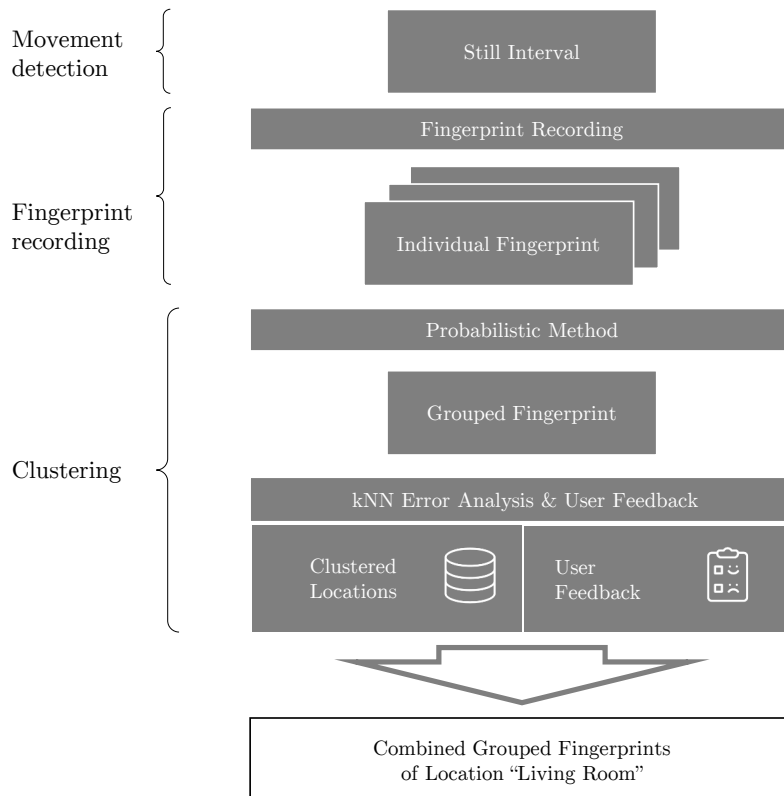 Movement
detection
Still Interval
Fingerprint Recording
Fingerprint
recording
Individual Fingerprint
Probabilistic Method
Grouped Fingerprint
Clustering
kNN Error Analysis & User Feedback
Clustered
Locations
User
Feedback
Combined Grouped Fingerprints
of Location “Living Room”